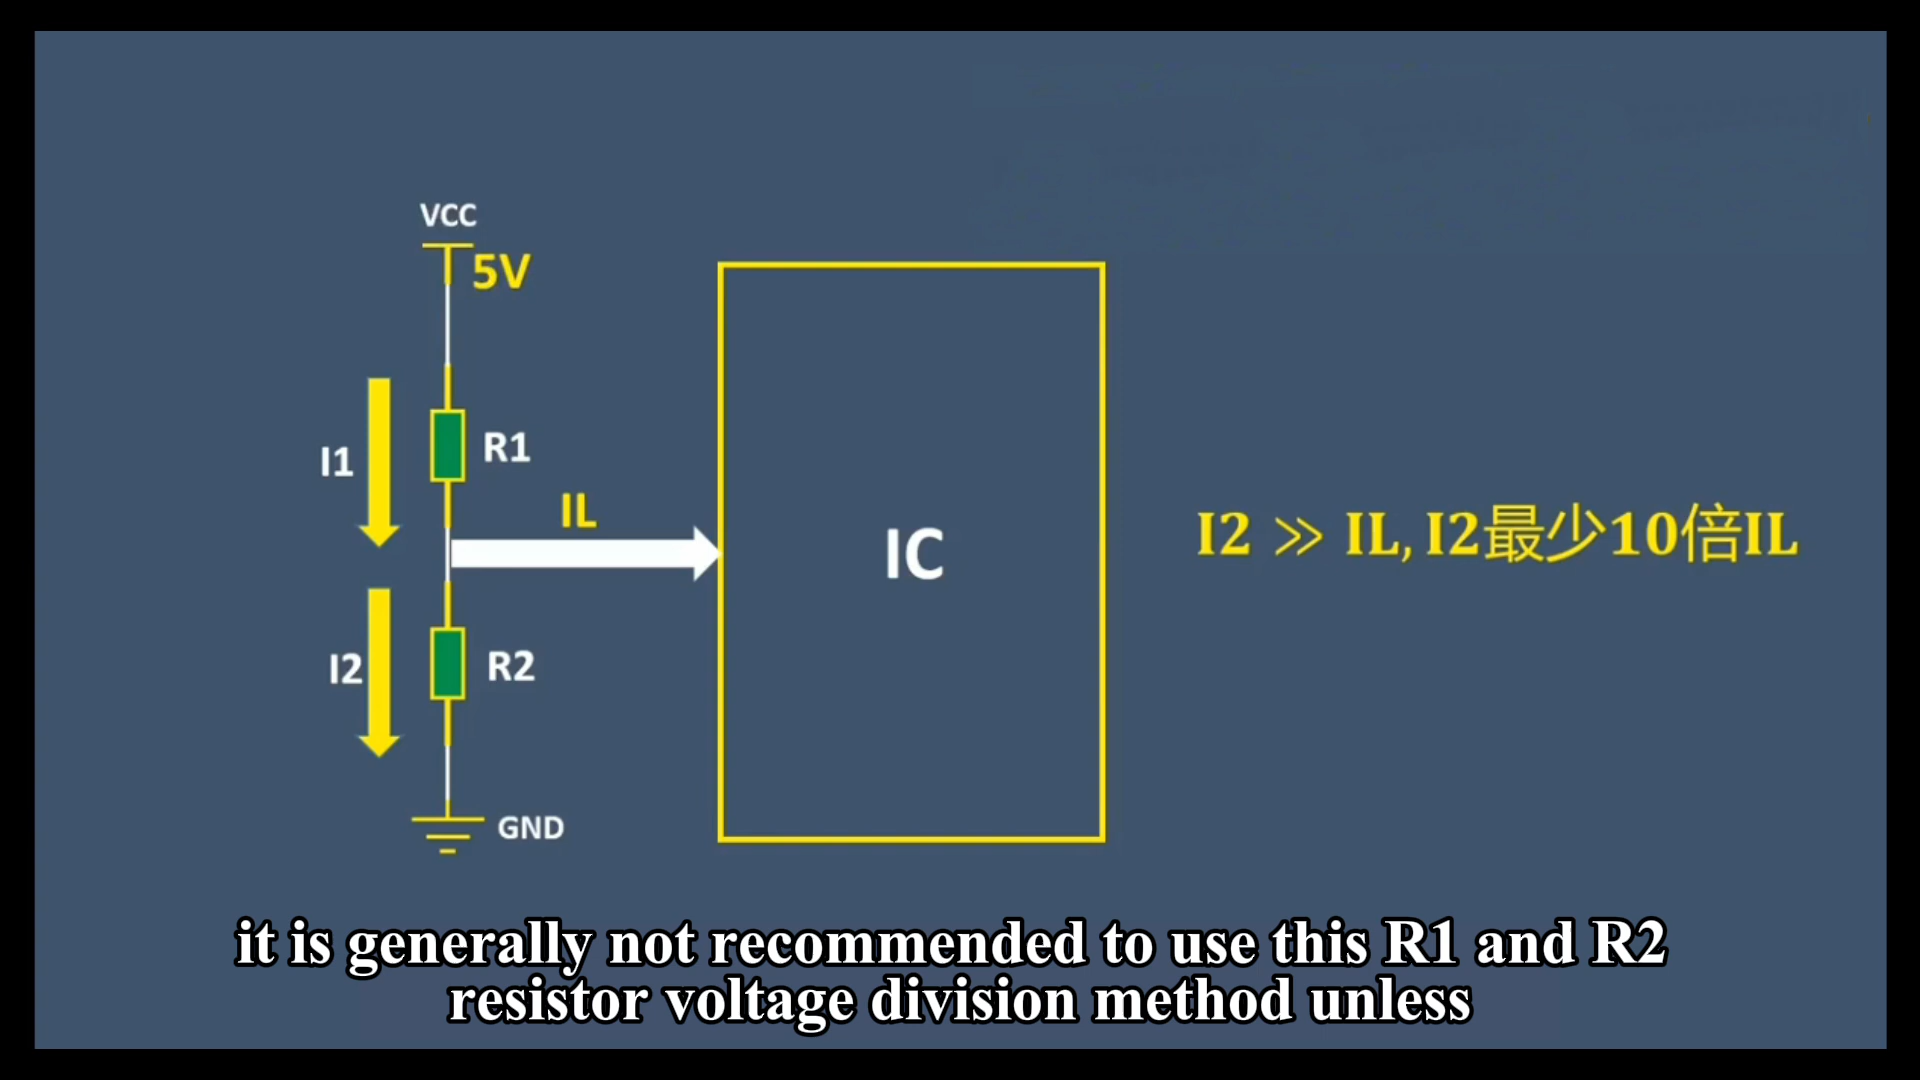 VCC
5V
I1
R1
IL
IC
I2 ≫ IL, I2最少10倍IL
I2
R2
GND
it is generally not recommended to use this R1 and R2
resistor voltage division method unless